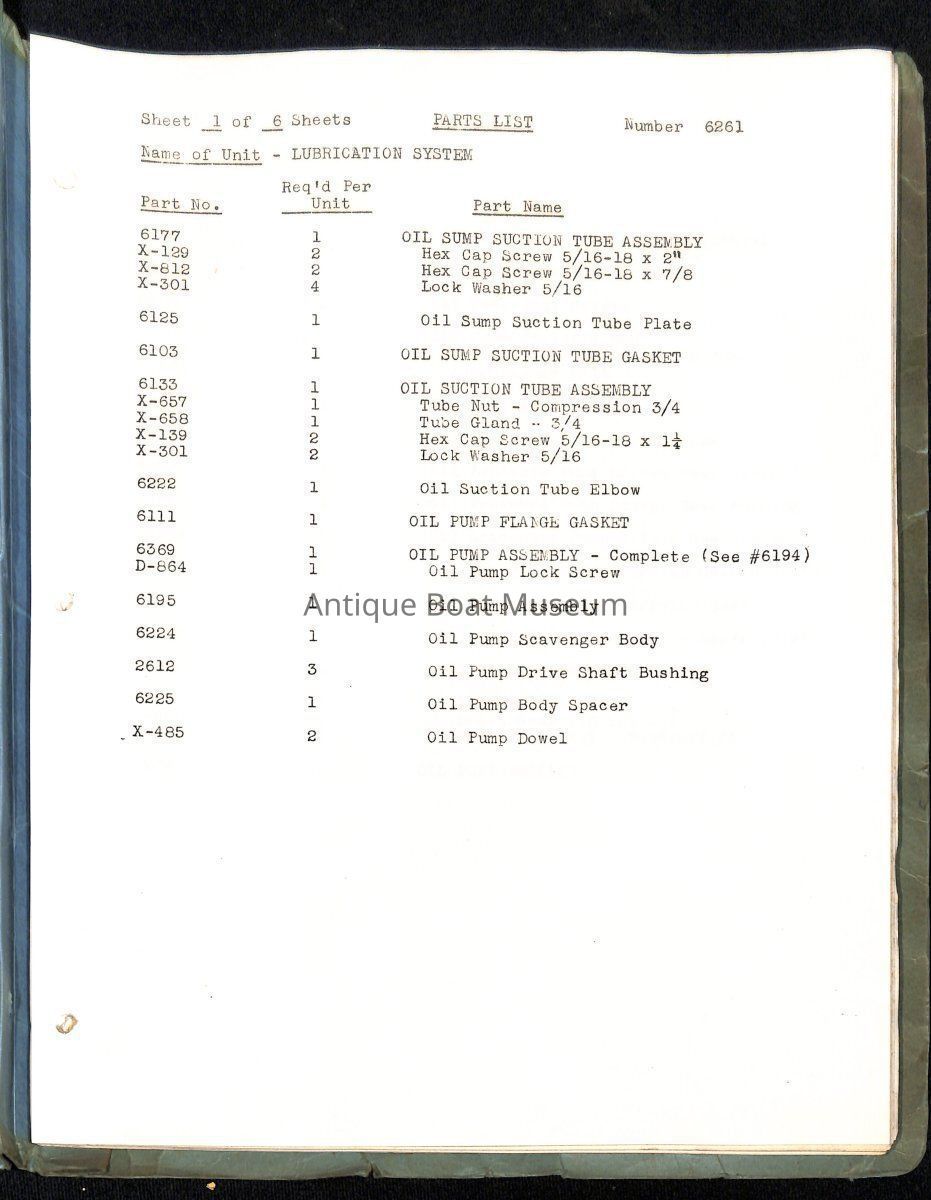 Sheet 1 of 6 Sheets PARTS LIST Number 6261
Name of Unit - LUBRICATION SYSTEM
Req'd Per
Part No. Unit Part Name
6177 1 OIL SUMP SUCTION TUBE ASSEMBLY
X-129 2 Hex Cap Screw 5/16-18 x 2"
X-812 2 Hex Cap Screw 5/16-18 x 7/8
X-301 4 Lock Washer 5/16
6125 1 Oil Sump Suction Tube Plate
6103 1 OIL SUMP SUCTION TUBE GASKET
6133 1 OIL SUCTION TUBE ASSEMBLY
X-657 1 Tube Nut - Compression 3/4
X-658 1 Tube Gland - 3/4
X-139 2 Hex Cap Screw 5/16-18 x 1¼
X-301 2 Lock Washer 5/16
6222 1 Oil Suction Tube Elbow
6111 1 OIL PUMP FLANGE GASKET
6369 1 OIL PUMP ASSEMBLY - Complete (See #6194)
D-864 1 Oil Pump Lock Screw
6195 1 Oil Pump Assembly
Antique Boat Museum
6224 1 Oil Pump Scavenger Body
2612 3 Oil Pump Drive Shaft Bushing
6225 1 Oil Pump Body Spacer
X-485 2 Oil Pump Dowel